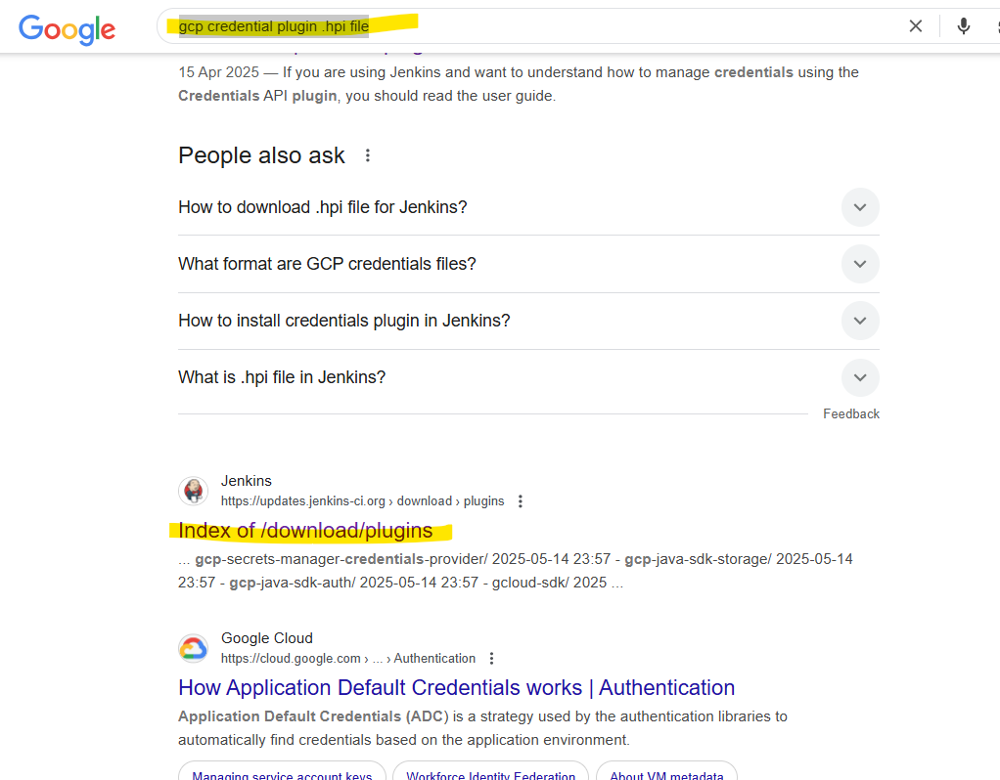 Google
gcp credential plugin .hpi file
15 Apr 2025 — If you are using Jenkins and want to understand how to manage credentials using the
Credentials API plugin, you should read the user guide.
People also ask
How to download .hpi file for Jenkins?
What format are GCP credentials files?
How to install credentials plugin in Jenkins?
What is .hpi file in Jenkins?
Feedback
Jenkins
https://updates.jenkins-ci.org › download › plugins
Index of /download/plugins
... gcp-secrets-manager-credentials-provider/ 2025-05-14 23:57 - gcp-java-sdk-storage/ 2025-05-14
23:57 - gcp-java-sdk-auth/ 2025-05-14 23:57 - gcloud-sdk/ 2025 ...
Google Cloud
https://cloud.google.com › ... › Authentication
How Application Default Credentials works | Authentication
Application Default Credentials (ADC) is a strategy used by the authentication libraries to
automatically find credentials based on the application environment.
Managing service account keys
Workforce Identity Federation
About VM metadata